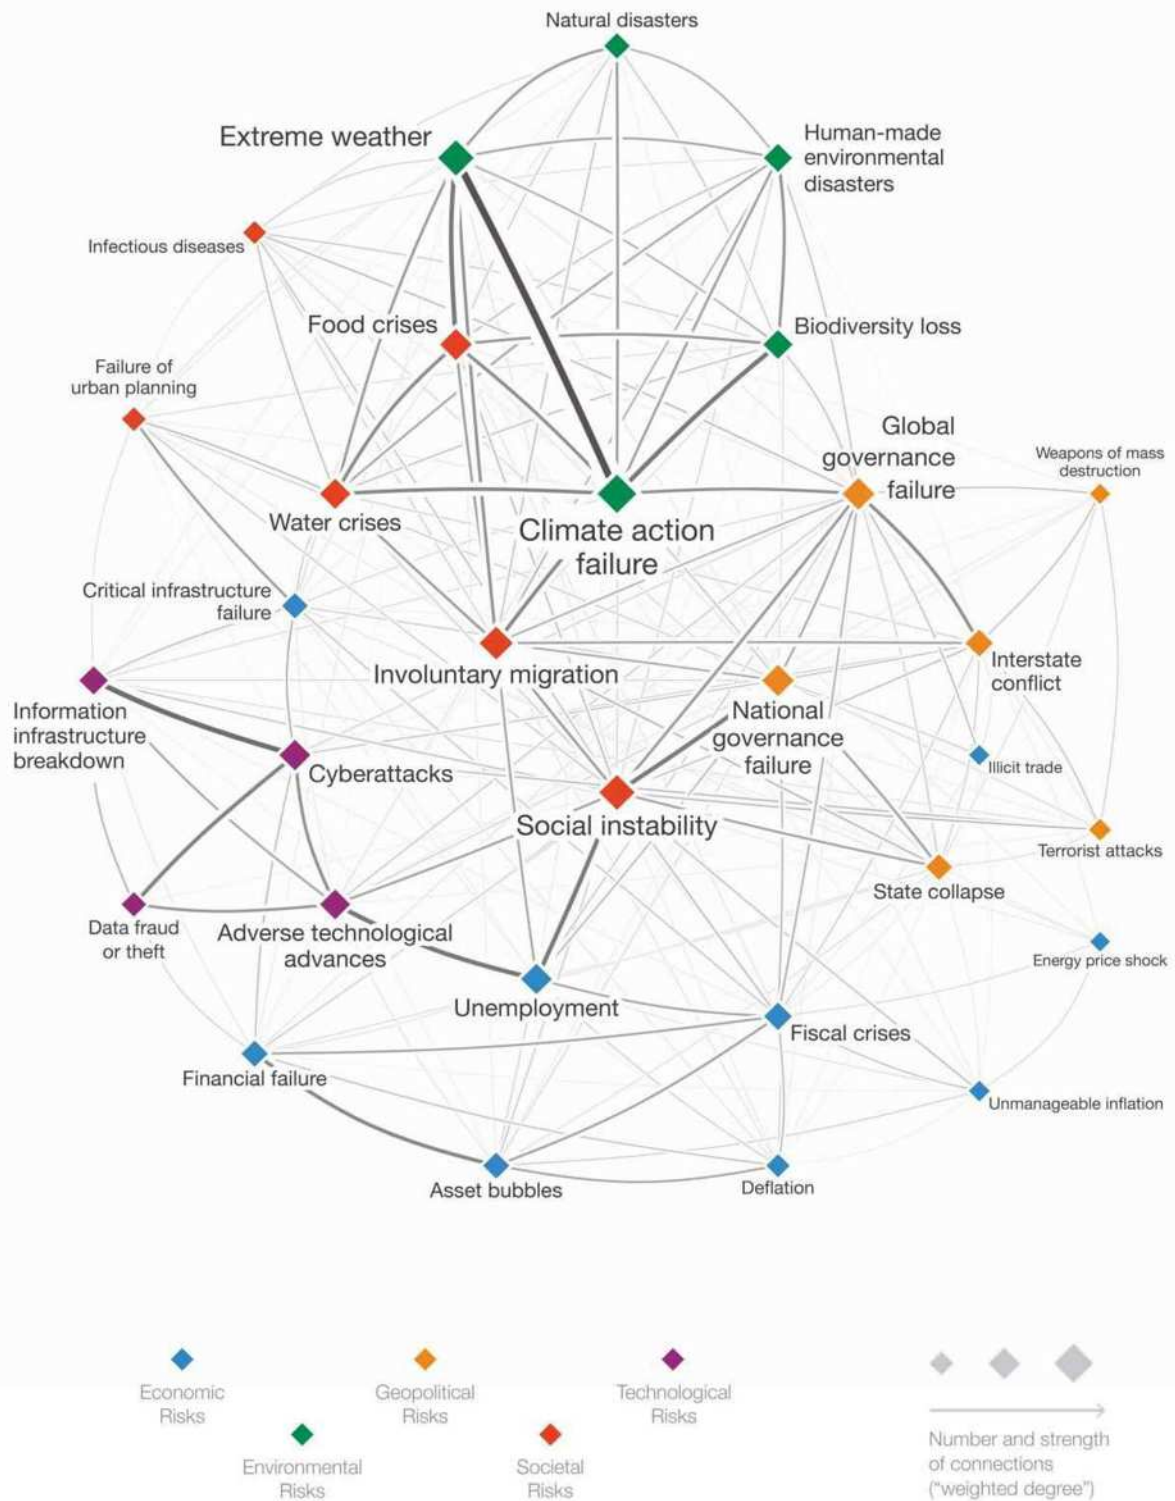 Natural disasters
Extreme weather
Human-made
environmental
disasters
Infectious diseases
Food crises
Biodiversity loss
Failure of
urban planning
Global
governance
failure
Weapons of mass
destruction
Water crises
Climate action
failure
Critical infrastructure
failure
Involuntary migration
Interstate
conflict
Information
infrastructure
breakdown
National
governance
failure
Cyberattacks
Illicit trade
Social instability
Terrorist attacks
State collapse
Data fraud
or theft
Adverse technological
advances
Energy price shock
Unemployment
Fiscal crises
Financial failure
Unmanageable inflation
Asset bubbles
Deflation
Economic
Risks
Geopolitical
Risks
Technological
Risks
Environmental
Risks
Societal
Risks
Number and strength
of connections
("weighted degree")